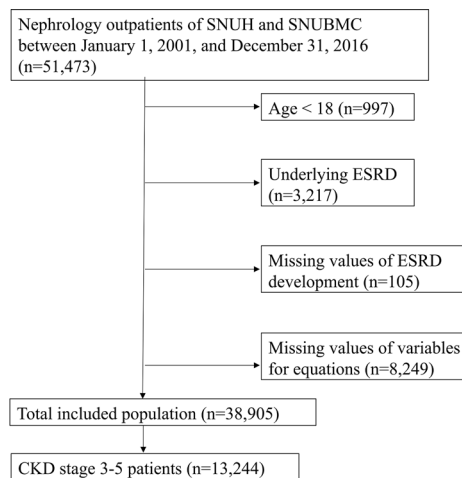 Nephrology outpatients of SNUH and SNUBMC
between January 1, 2001, and December 31, 2016
(n=51,473)
Age < 18 (n=997)
Underlying ESRD
(n=3,217)
Missing values of ESRD
development (n=105)
Missing values of variables
for equations (n=8,249)
Total included population (n=38,905)
CKD stage 3-5 patients (n=13,244)